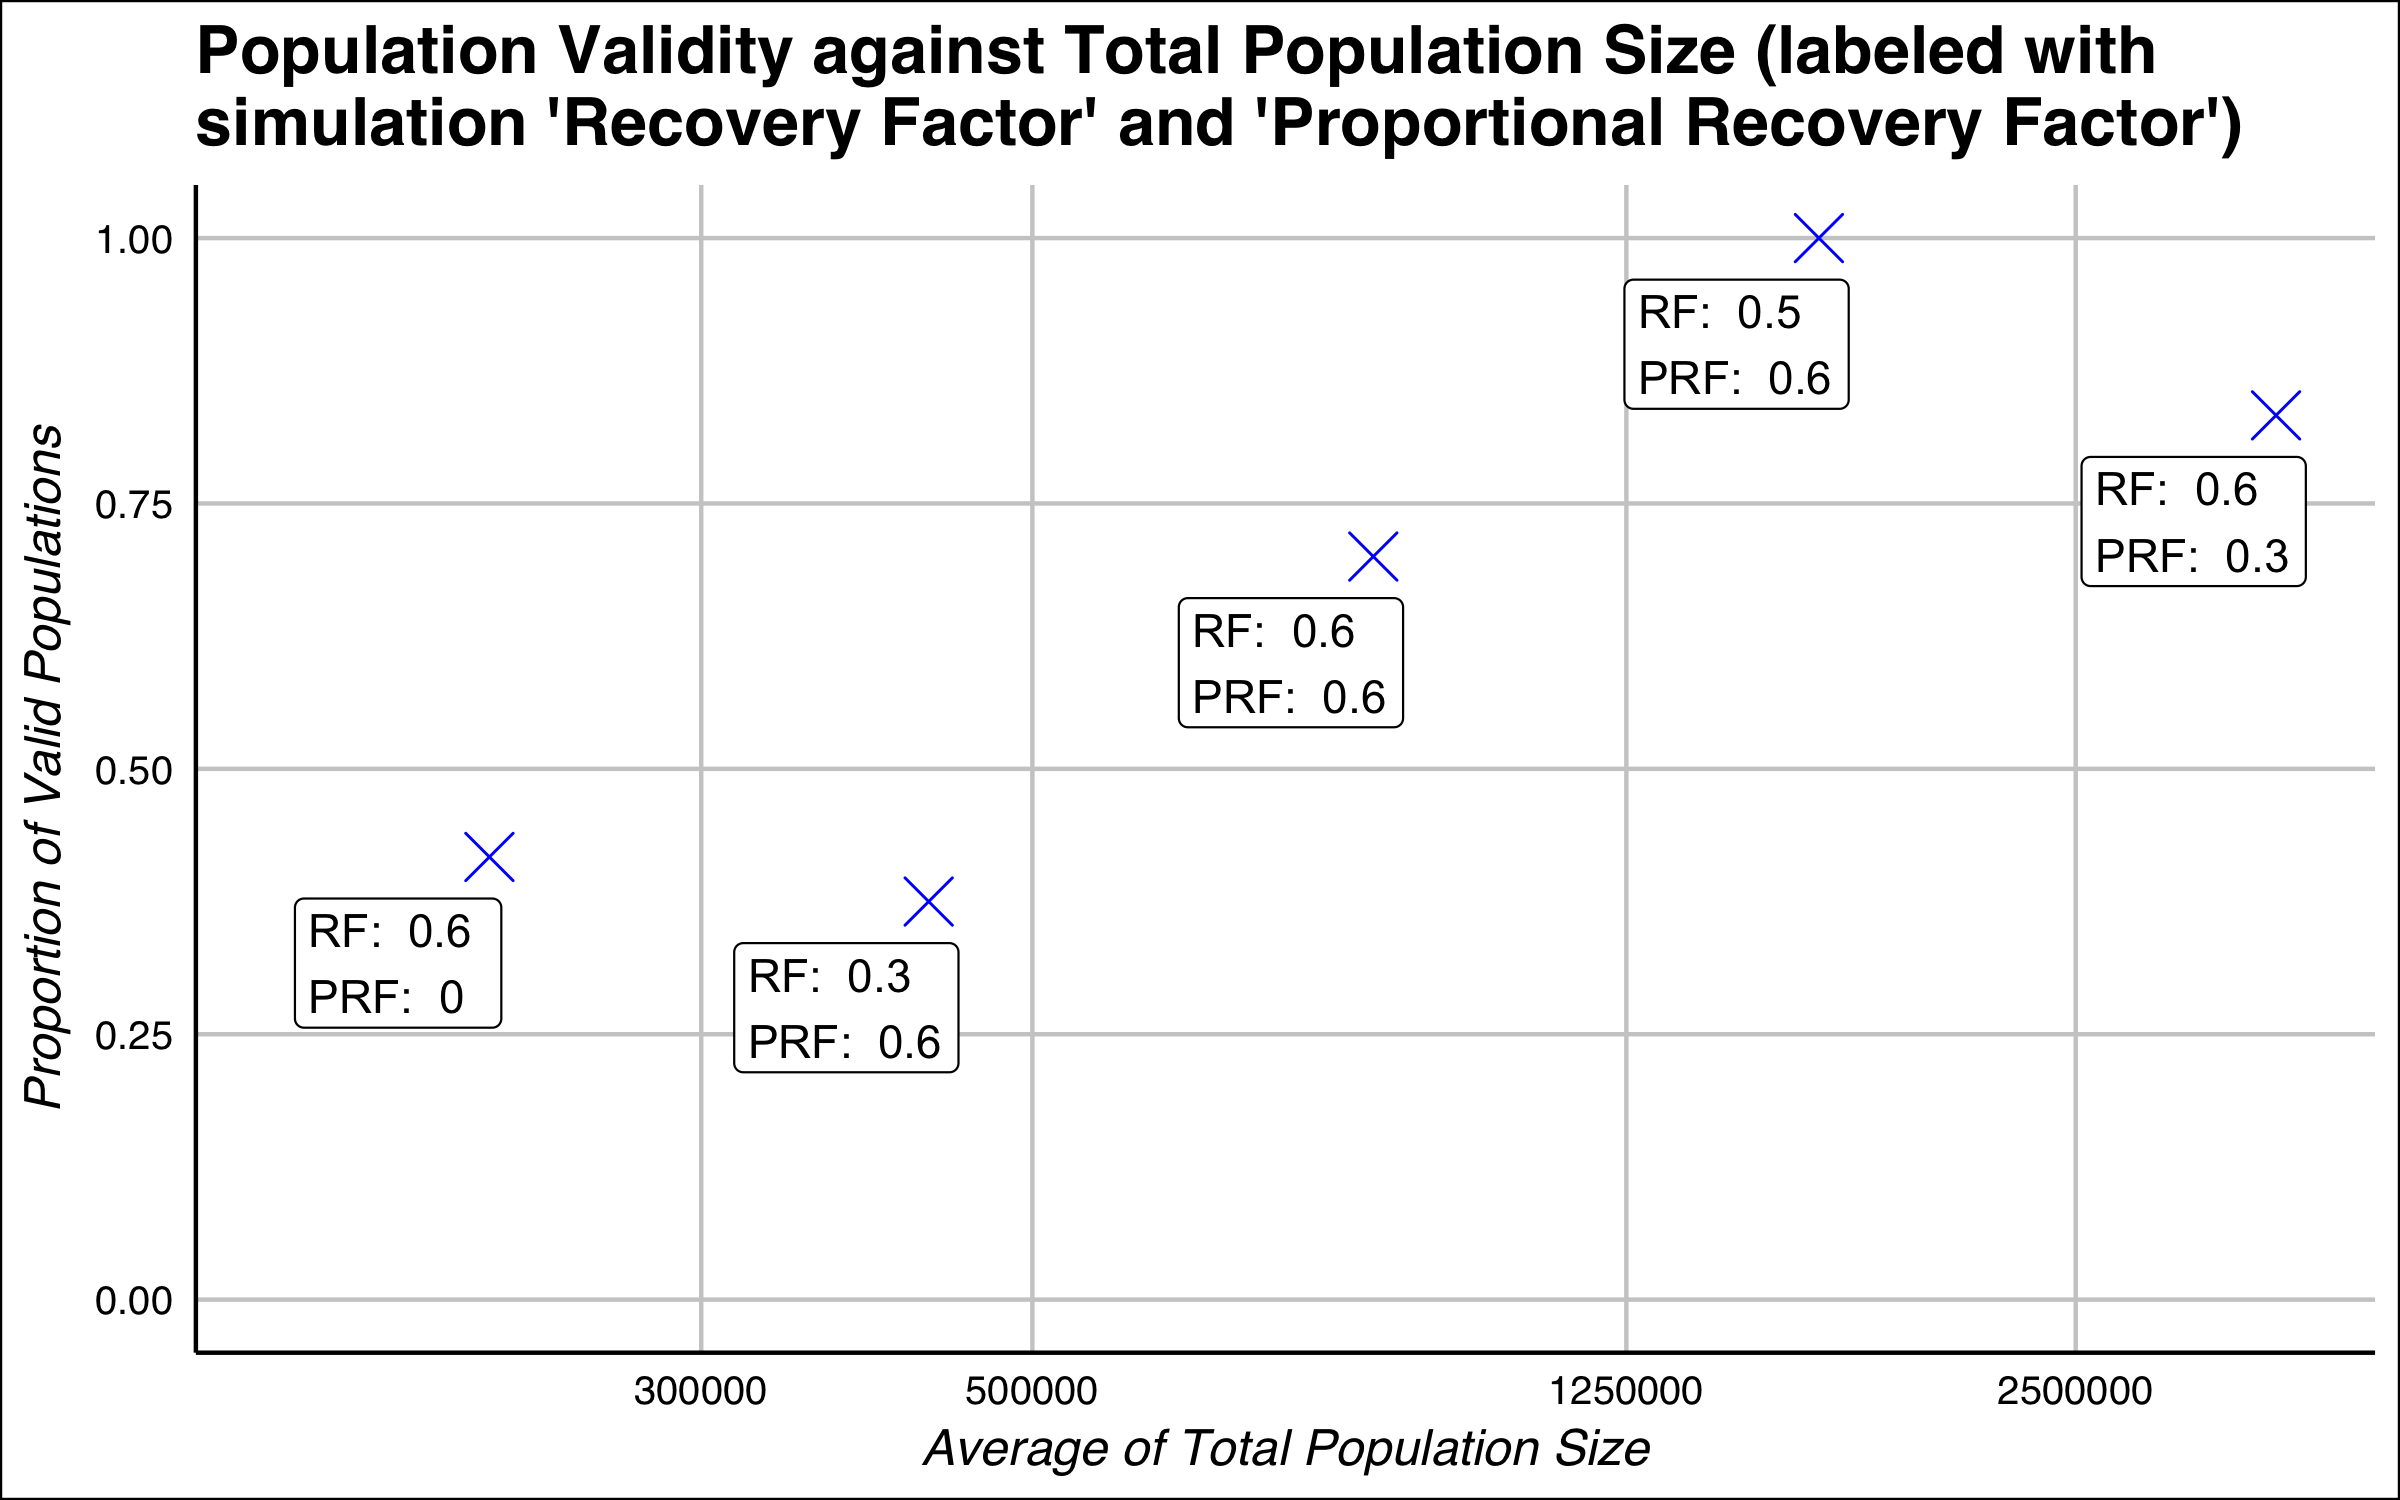 Population Validity against Total Population Size (labeled with
simulation 'Recovery Factor' and 'Proportional Recovery Factor')
Proportion of Valid Populations
1.00
0.75
0.50
0.25
0.00
RF: 0.5
PRF: 0.6
RF: 0.6
PRF: 0.3
RF: 0.6
PRF: 0.6
RF: 0.6
PRF: 0
RF: 0.3
PRF: 0.6
300000
500000
1250000
2500000
Average of Total Population Size